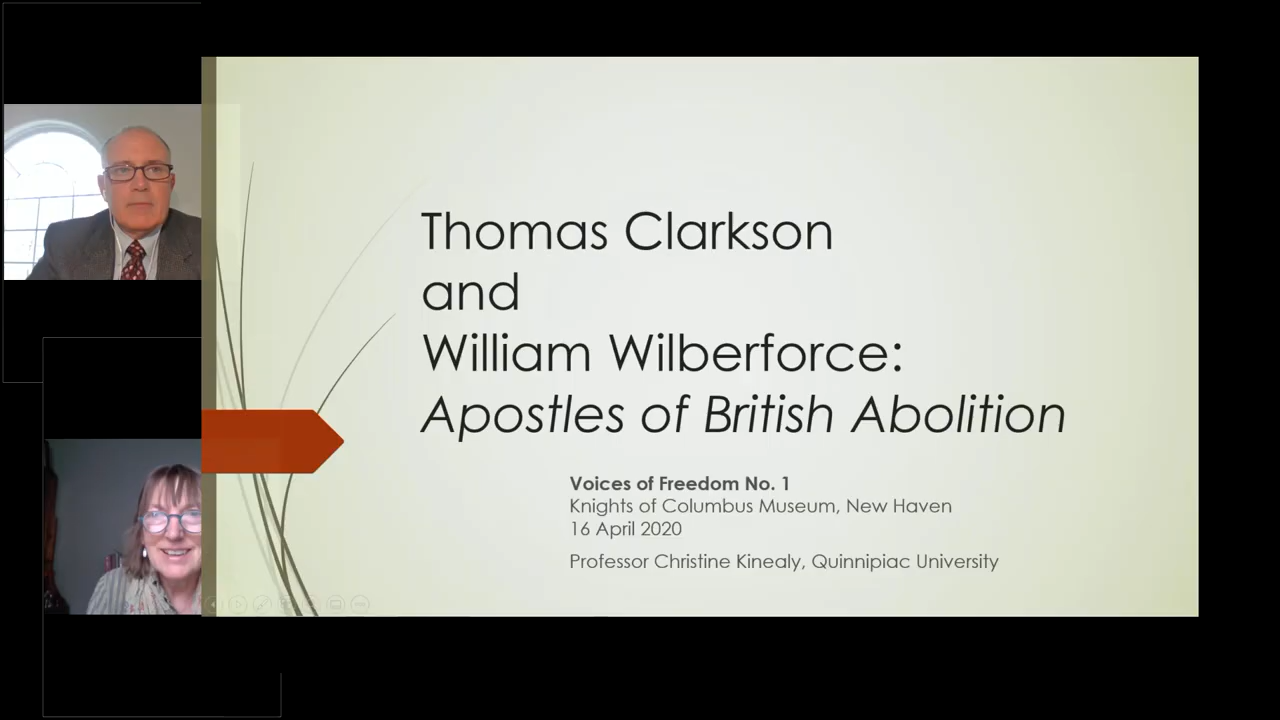 Thomas Clarkson
and
William Wilberforce:
Apostles of British Abolition
Voices of Freedom No. 1
Knights of Columbus Museum, New Haven
16 April 2020
Professor Christine Kinealy, Quinnipiac University